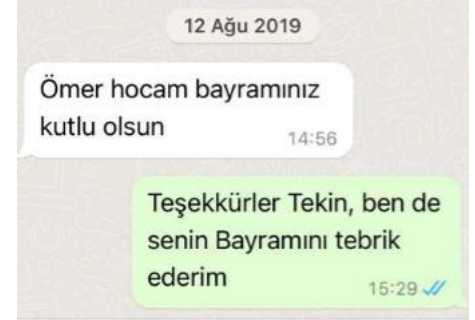 12 Ağu 2019
Ömer hocam bayramınız
kutlu olsun
14:56
Teşekkürler Tekin, ben de
senin Bayramını tebrik
ederim
15:29